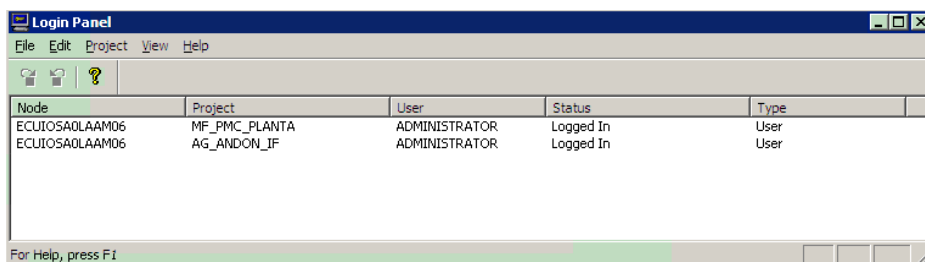 Login Panel
File Edit Project View Help
Node Project User Status Type
ECUIOSA0LAAM06 MF_PMC_PLANTA ADMINISTRATOR Logged In User
ECUIOSA0LAAM06 AG_ANDON_IF ADMINISTRATOR Logged In User
For Help, press F1